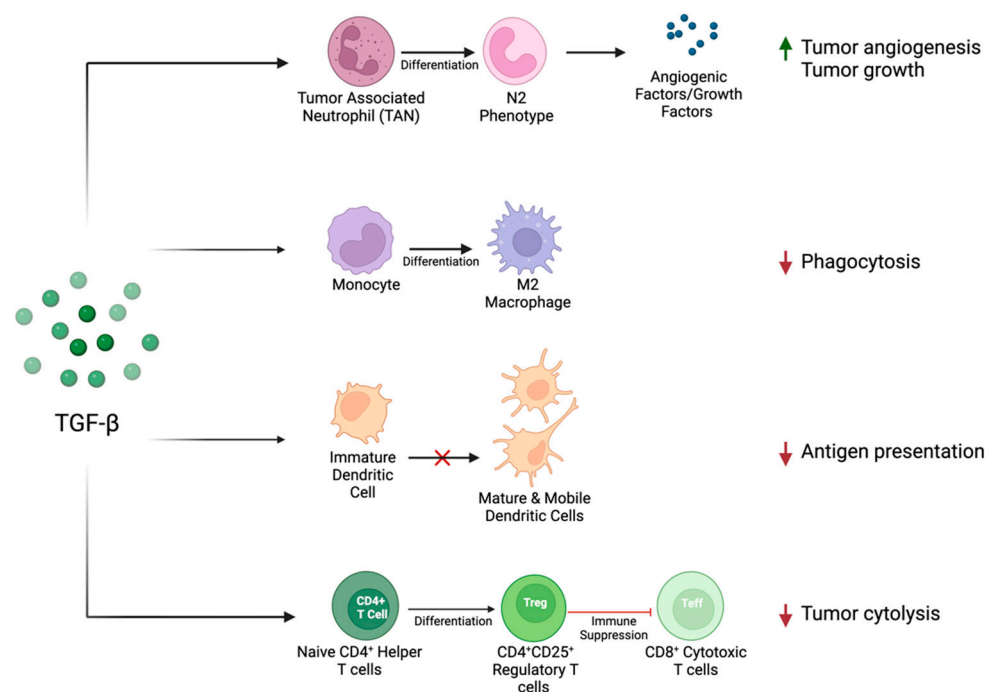 Tumor Associated
Neutrophil (TAN)
Differentiation
N2
Phenotype
Angiogenic
Factors/Growth
Factors
Tumor angiogenesis
Tumor growth
Monocyte
Differentiation
M2
Macrophage
Phagocytosis
TGF-β
Immature
Dendritic
Cell
Mature & Mobile
Dendritic Cells
Antigen presentation
CD4+
T Cell
Naive CD4⁺ Helper
T cells
Differentiation
Treg
CD4⁺CD25⁺
Regulatory T
cells
Immune
Suppression
Teff
CD8⁺ Cytotoxic
T cells
Tumor cytolysis